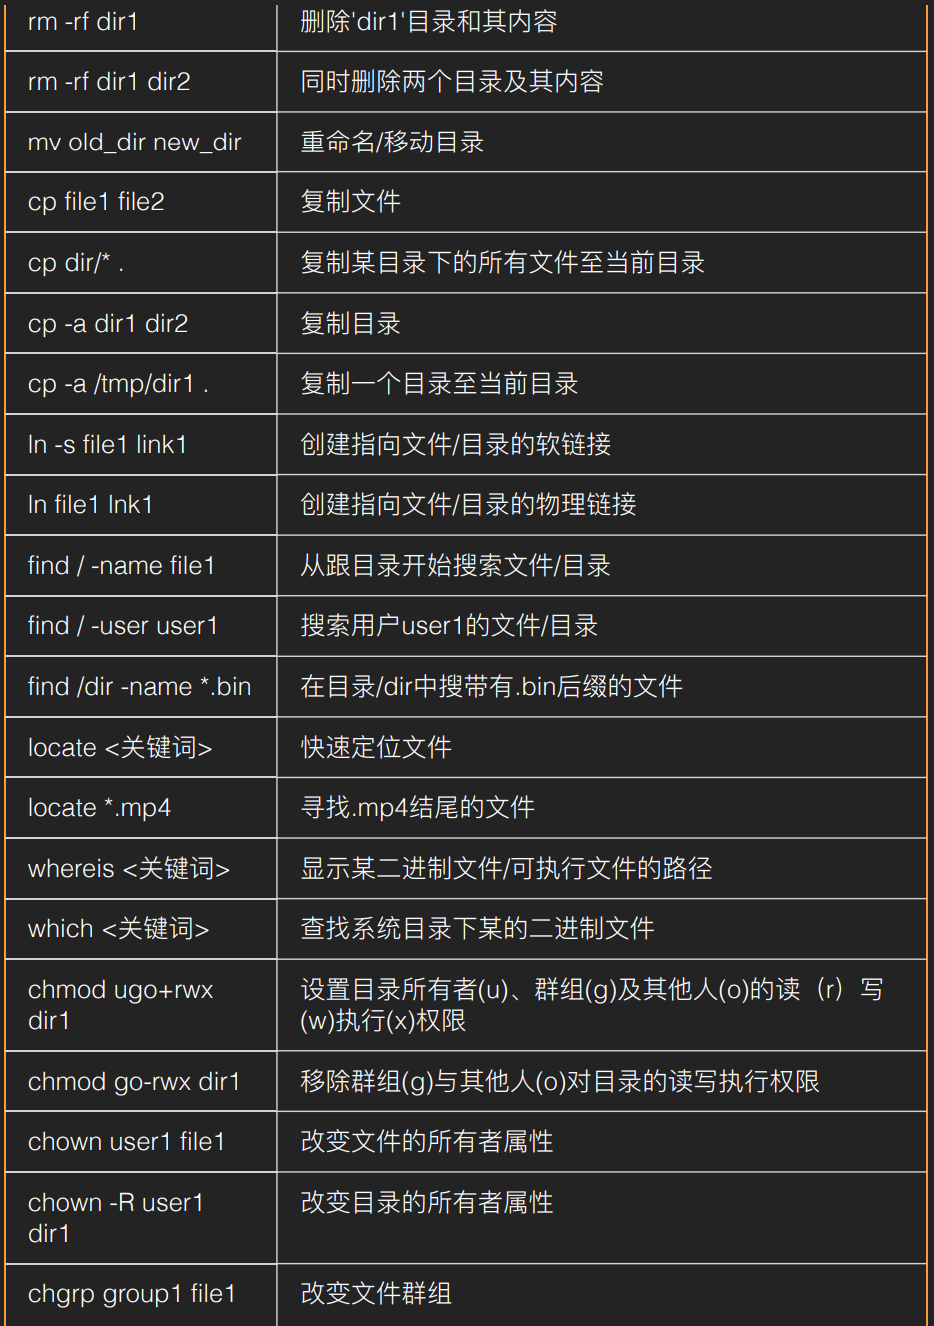 rm -rf dir1 删除'dir1'目录和其内容
rm -rf dir1 dir2 同时删除两个目录及其内容
mv old_dir new_dir 重命名/移动目录
cp file1 file2 复制文件
cp dir/* . 复制某目录下的所有文件至当前目录
cp -a dir1 dir2 复制目录
cp -a /tmp/dir1 . 复制一个目录至当前目录
ln -s file1 link1 创建指向文件/目录的软链接
ln file1 lnk1 创建指向文件/目录的物理链接
find / -name file1 从跟目录开始搜索文件/目录
find / -user user1 搜索用户user1的文件/目录
find /dir -name *.bin 在目录/dir中搜带有.bin后缀的文件
locate <关键词> 快速定位文件
locate *.mp4 寻找.mp4结尾的文件
whereis <关键词> 显示某二进制文件/可执行文件的路径
which <关键词> 查找系统目录下某的二进制文件
chmod ugo+rwx 设置目录所有者(u)、群组(g)及其他人(o)的读（r）写
dir1 (w)执行(x)权限
chmod go-rwx dir1 移除群组(g)与其他人(o)对目录的读写执行权限
chown user1 file1 改变文件的所有者属性
chown -R user1 改变目录的所有者属性
dir1
chgrp group1 file1 改变文件群组